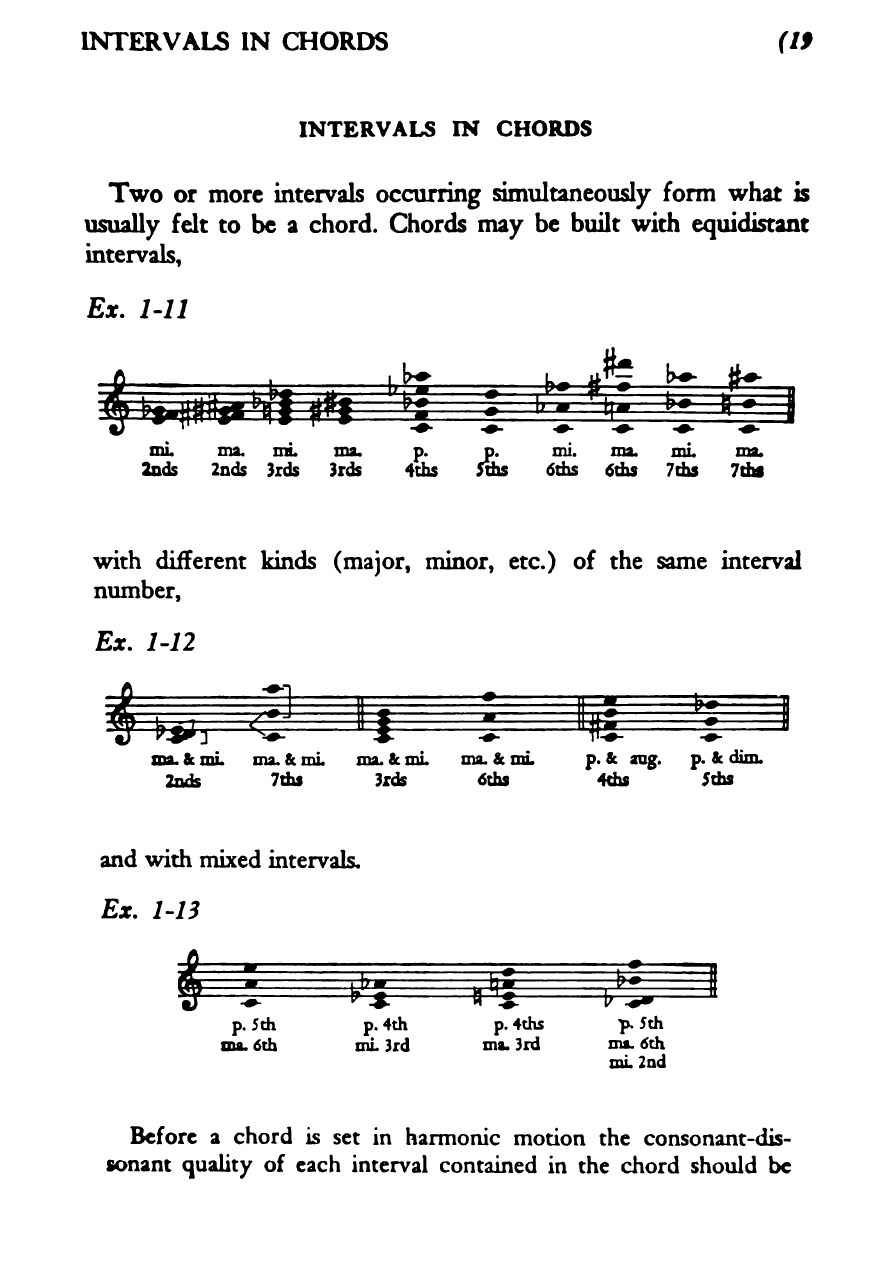 INTERVALS IN CHORDS (19
INTERVALS IN CHORDS
Two or more intervals occurring simultaneously form what is
usually felt to be a chord. Chords may be built with equidistant
intervals,
Ex. 1-11
mi. ma. mi. ma. p. p. mi. ma. mi. ma.
2nds 2nds 3rds 3rds 4ths 5ths 6ths 6ths 7ths 7ths
with different kinds (major, minor, etc.) of the same interval
number,
Ex. 1-12
ma. & mi. ma. & mi. ma. & mi. ma. & mi. p. & aug. p. & dim.
2nds 7ths 3rds 6ths 4ths 5ths
and with mixed intervals.
Ex. 1-13
p. 5th p. 4th p. 4ths p. 5th
ma. 6th mi. 3rd ma. 3rd ma. 6th
mi. 2nd
Before a chord is set in harmonic motion the consonant-dis-
sonant quality of each interval contained in the chord should be